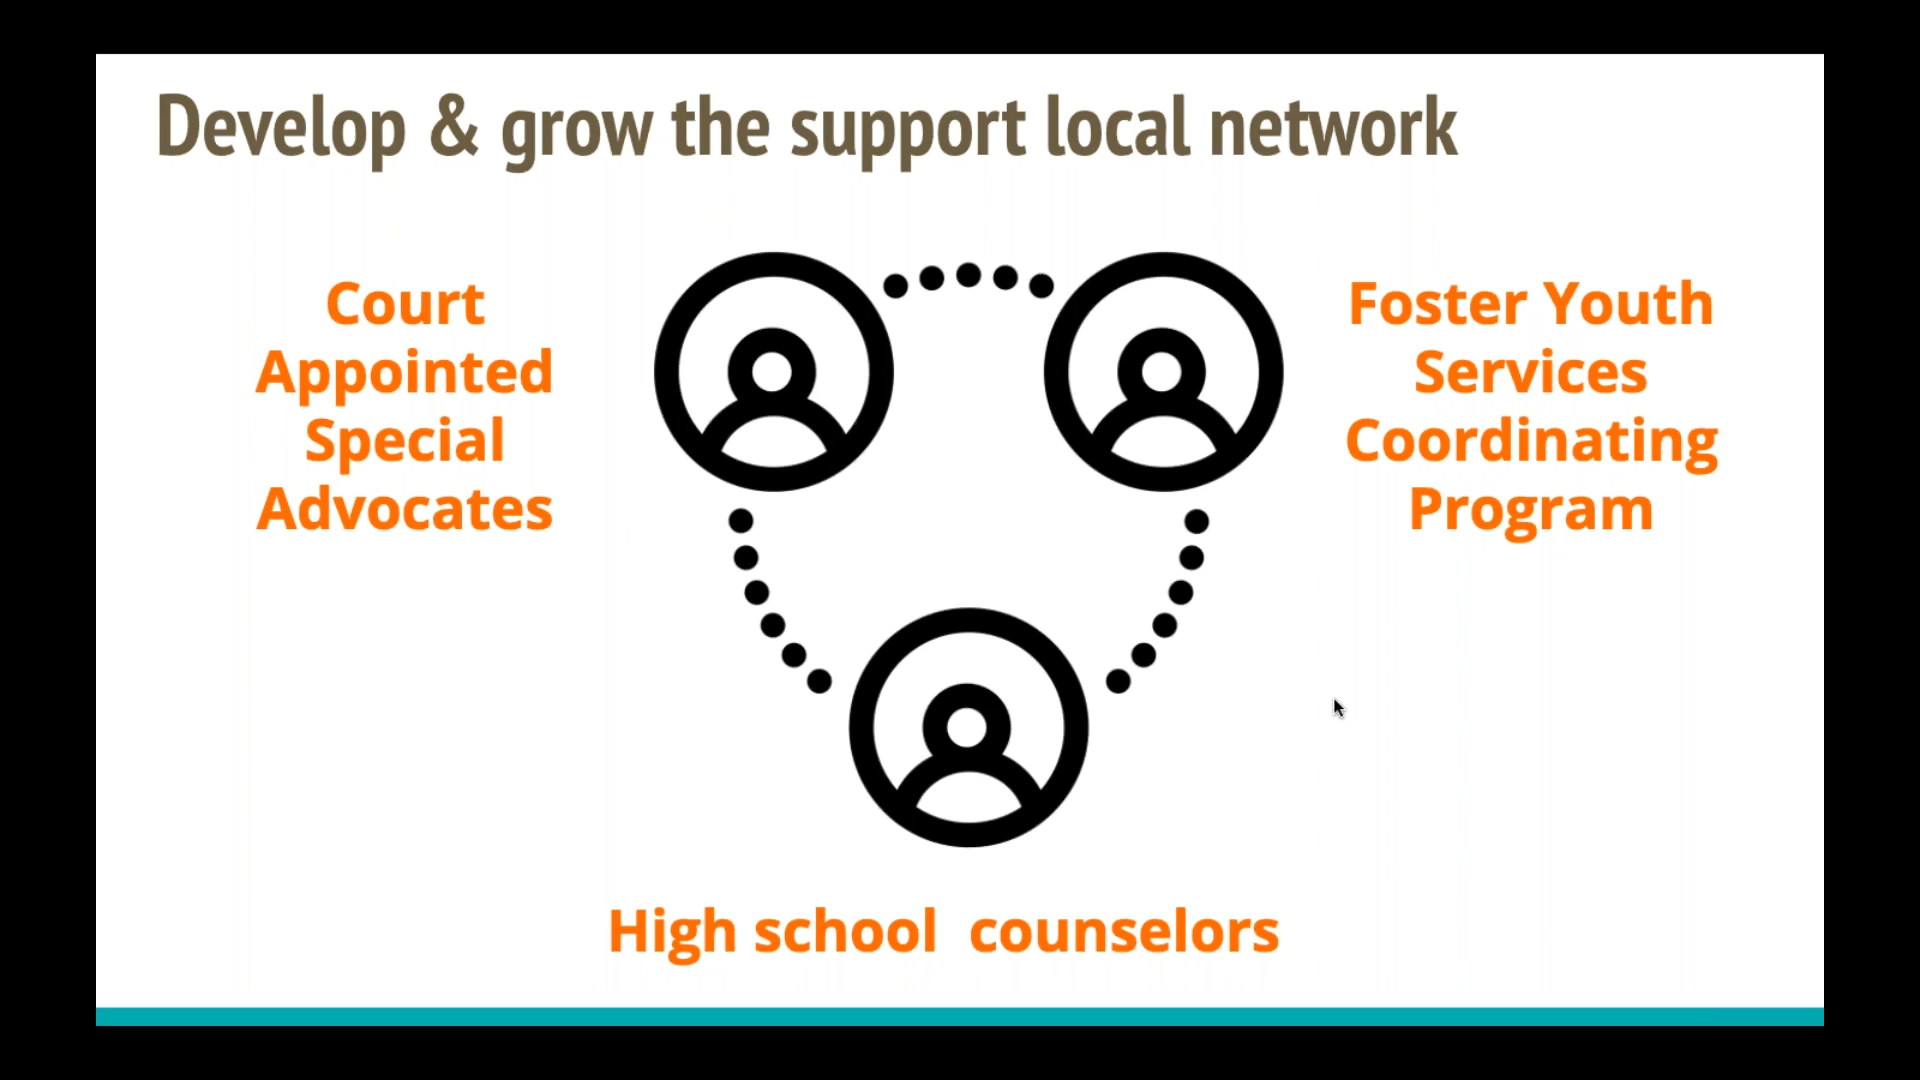 Develop & grow the support local network
Court
Appointed
Special
Advocates
Foster Youth
Services
Coordinating
Program
High school  counselors